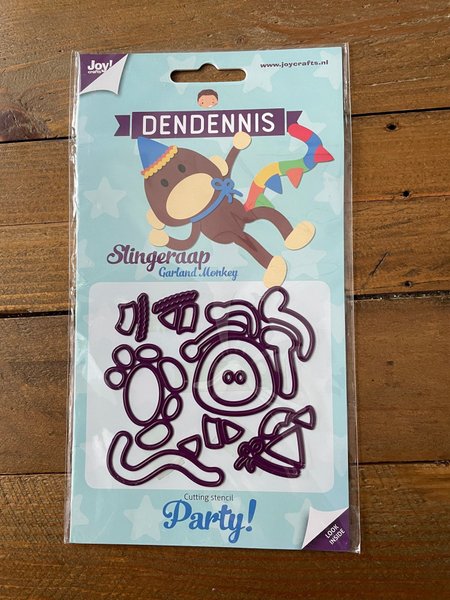 Joy!
crafts
www.joycrafts.nl
DENDENNIS
Slingeraap
Garland Monkey
Cutting stencil
Party!
LOOK
INSIDE